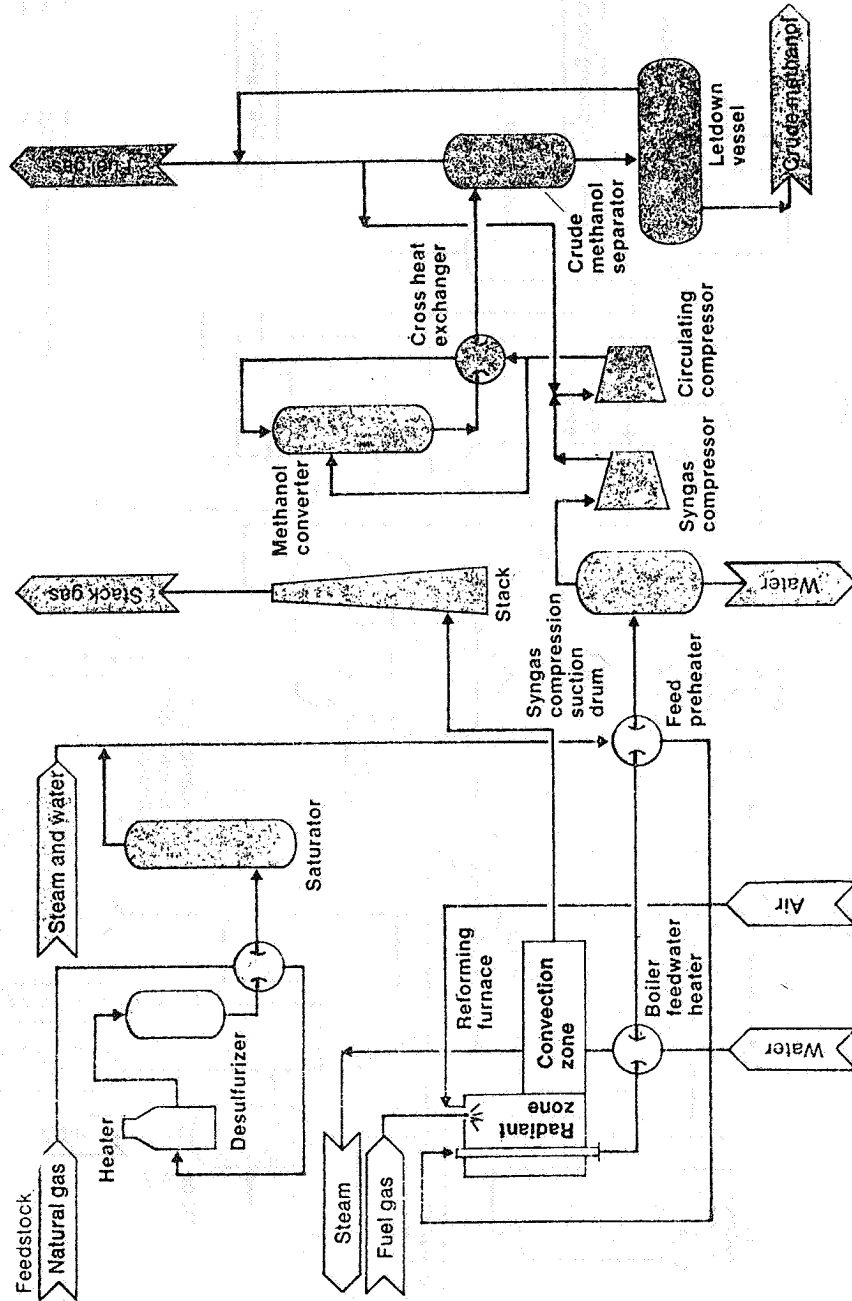 Feedstock
Natural gas
Heater
Desulfurizer
Steam and water
Saturator
Steam
Fuel gas
Reforming
furnace
Radiant
zone
Convection
zone
Boiler
feedwater
heater
Water
Air
Feed
preheater
Stack gas
Stack
Syngas
compression
suction
drum
Water
Syngas
compressor
Circulating
compressor
Methanol
converter
Cross heat
exchanger
Fuel gas
Crude
methanol
separator
Letdown
vessel
Crude methanol